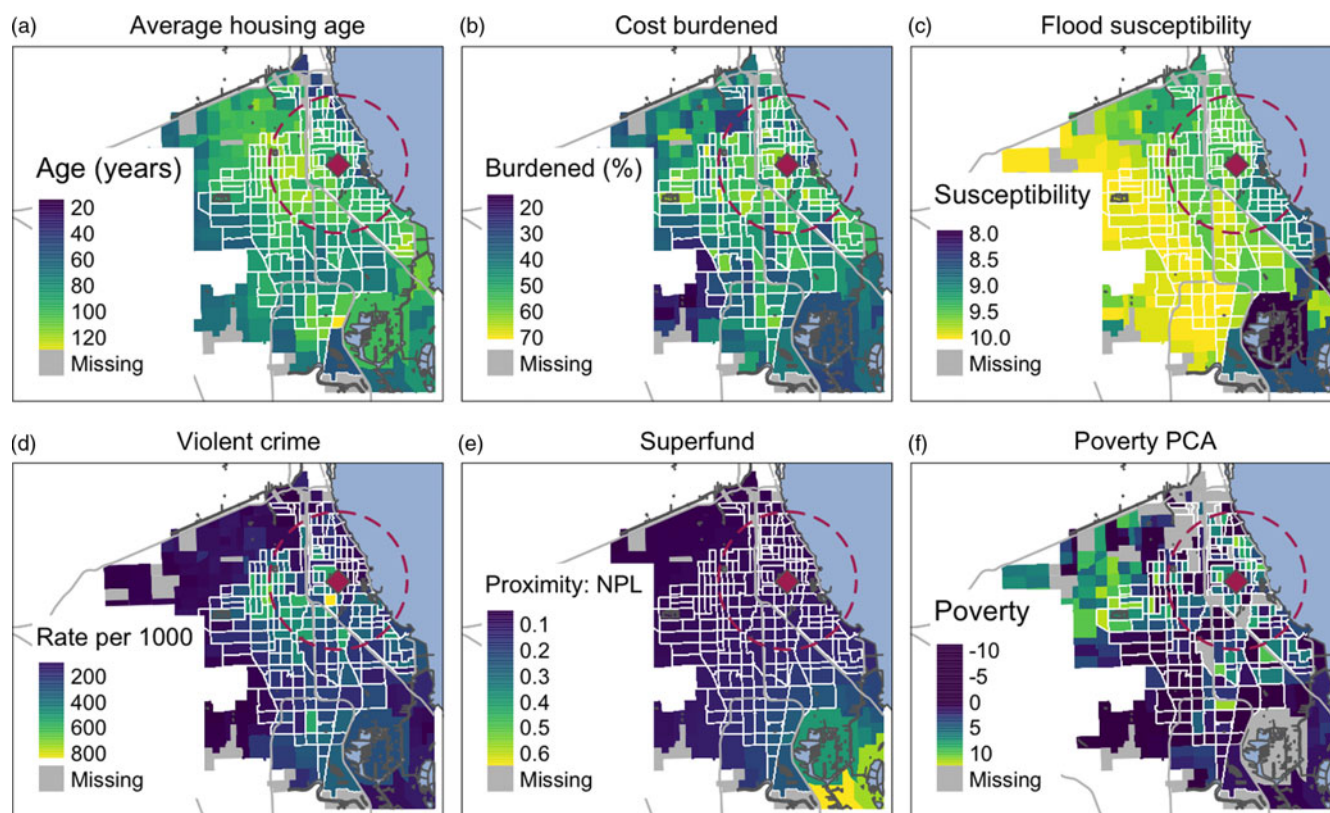 (a) Average housing age
Age (years)
20
40
60
80
100
120
Missing
(b) Cost burdened
Burdened (%)
20
30
40
50
60
70
Missing
(c) Flood susceptibility
Susceptibility
8.0
8.5
9.0
9.5
10.0
Missing
(d) Violent crime
Rate per 1000
200
400
600
800
Missing
(e) Superfund
Proximity: NPL
0.1
0.2
0.3
0.4
0.5
0.6
Missing
(f) Poverty PCA
Poverty
-10
-5
0
5
10
Missing